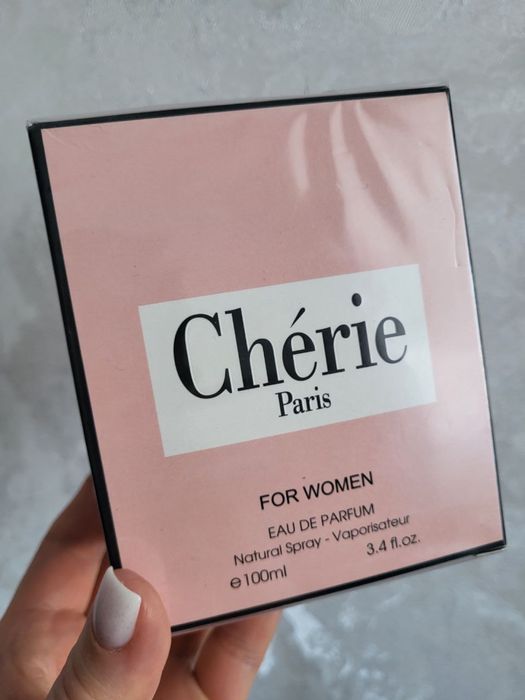 Chérie
Paris
FOR WOMEN
EAU DE PARFUM
Natural Spray - Vaporisateur
e 100ml 3.4 fl.oz.